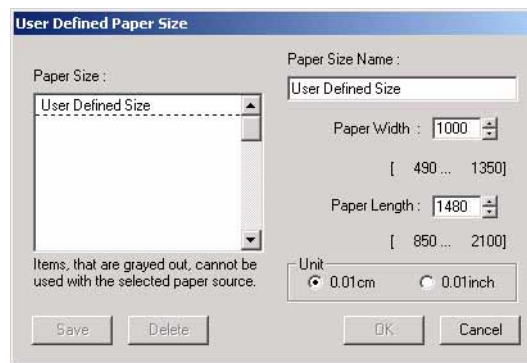 User Defined Paper Size
Paper Size :
User Defined Size
Items, that are grayed out, cannot be
used with the selected paper source.
Save
Delete
Paper Size Name :
User Defined Size
Paper Width : 1000
[ 490 ... 1350]
Paper Length : 1480
[ 850 ... 2100]
Unit
0.01cm
0.01inch
OK
Cancel